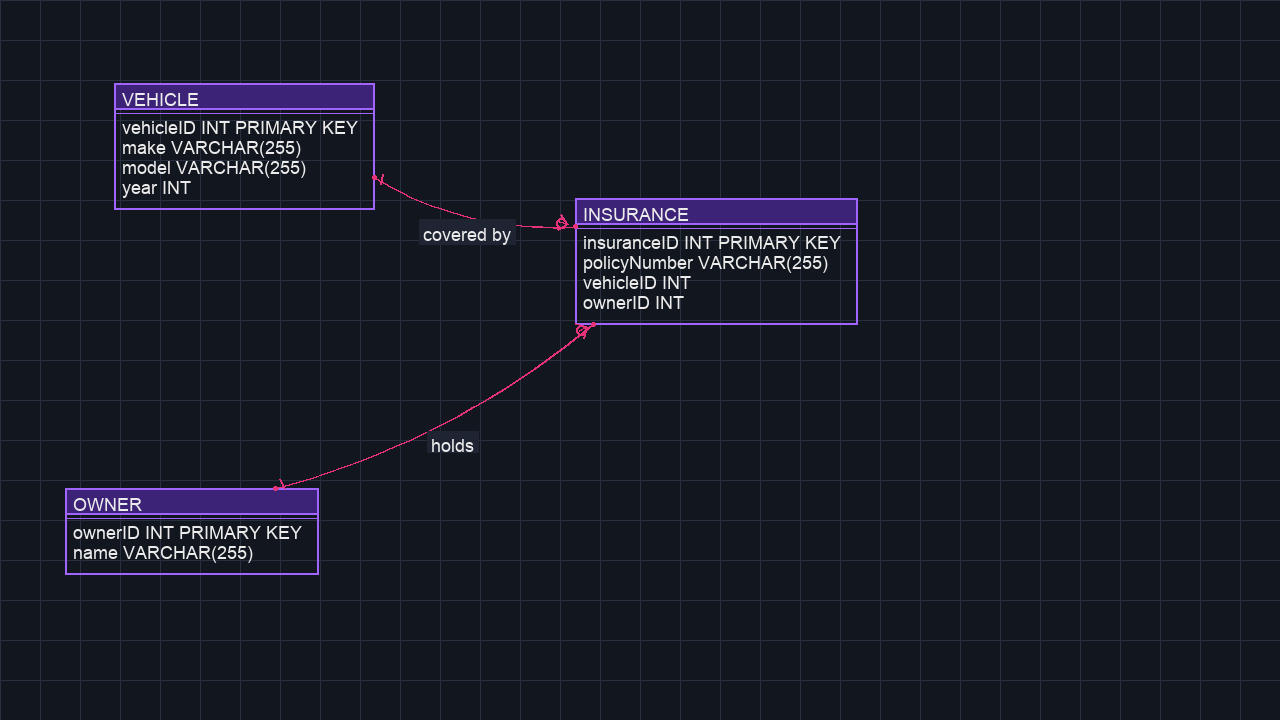 VEHICLE
vehicleID INT PRIMARY KEY
make VARCHAR(255)
model VARCHAR(255)
year INT
covered by
INSURANCE
insuranceID INT PRIMARY KEY
policyNumber VARCHAR(255)
vehicleID INT
ownerID INT
holds
OWNER
ownerID INT PRIMARY KEY
name VARCHAR(255)